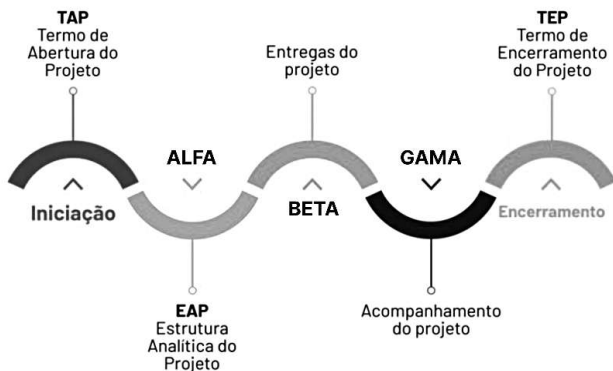 TAP
Termo de
Abertura do
Projeto
Iniciação
ALFA
EAP
Estrutura
Analítica do
Projeto
Entregas do
projeto
BETA
GAMA
Acompanhamento
do projeto
TEP
Termo de
Encerramento
do Projeto
Encerramento